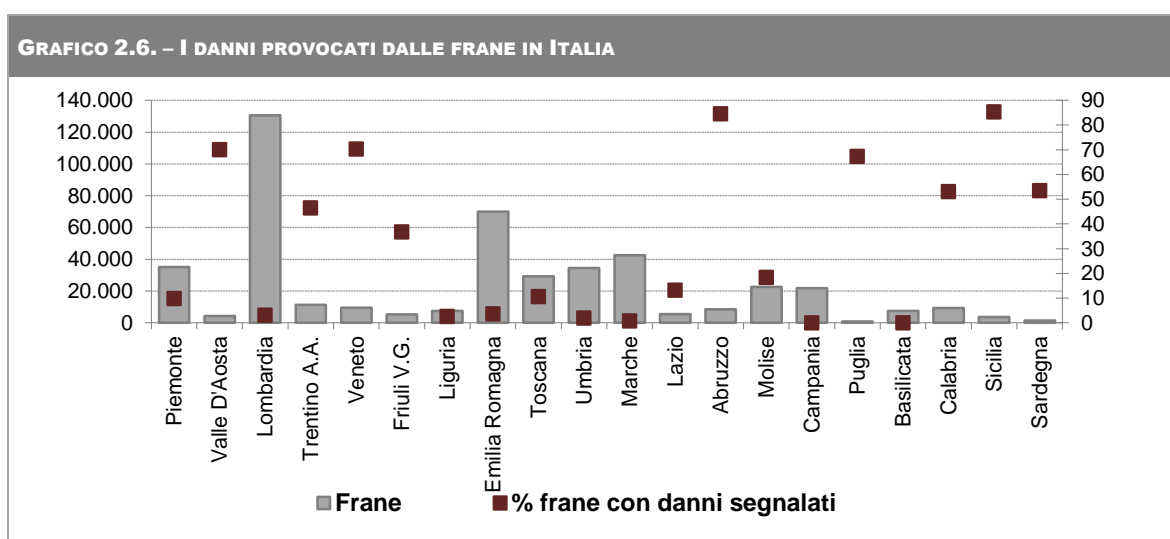 GRAFICO 2.6. – I DANNI PROVOCATI DALLE FRANE IN ITALIA
140.000
120.000
100.000
80.000
60.000
40.000
20.000
0
90
80
70
60
50
40
30
20
10
0
Piemonte
Valle D'Aosta
Lombardia
Trentino A.A.
Veneto
Friuli V.G.
Liguria
Emilia Romagna
Toscana
Umbria
Marche
Lazio
Abruzzo
Molise
Campania
Puglia
Basilicata
Calabria
Sicilia
Sardegna
Frane
% frane con danni segnalati